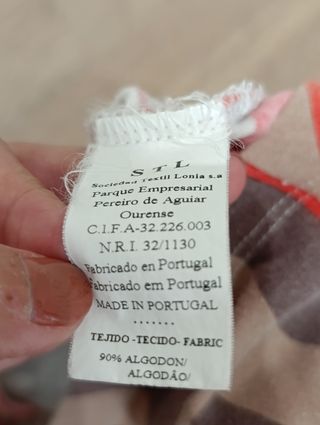 S T L
Sociedad Textil Lonia s.a
Parque Empresarial
Pereiro de Aguiar
Ourense
C.I.F.A-32.226.003
N.R.I. 32/1130
Fabricado en Portugal
Fabricado em Portugal
MADE IN PORTUGAL
.......
TEJIDO -TECIDO- FABRIC
90% ALGODON/
ALGODÂO/